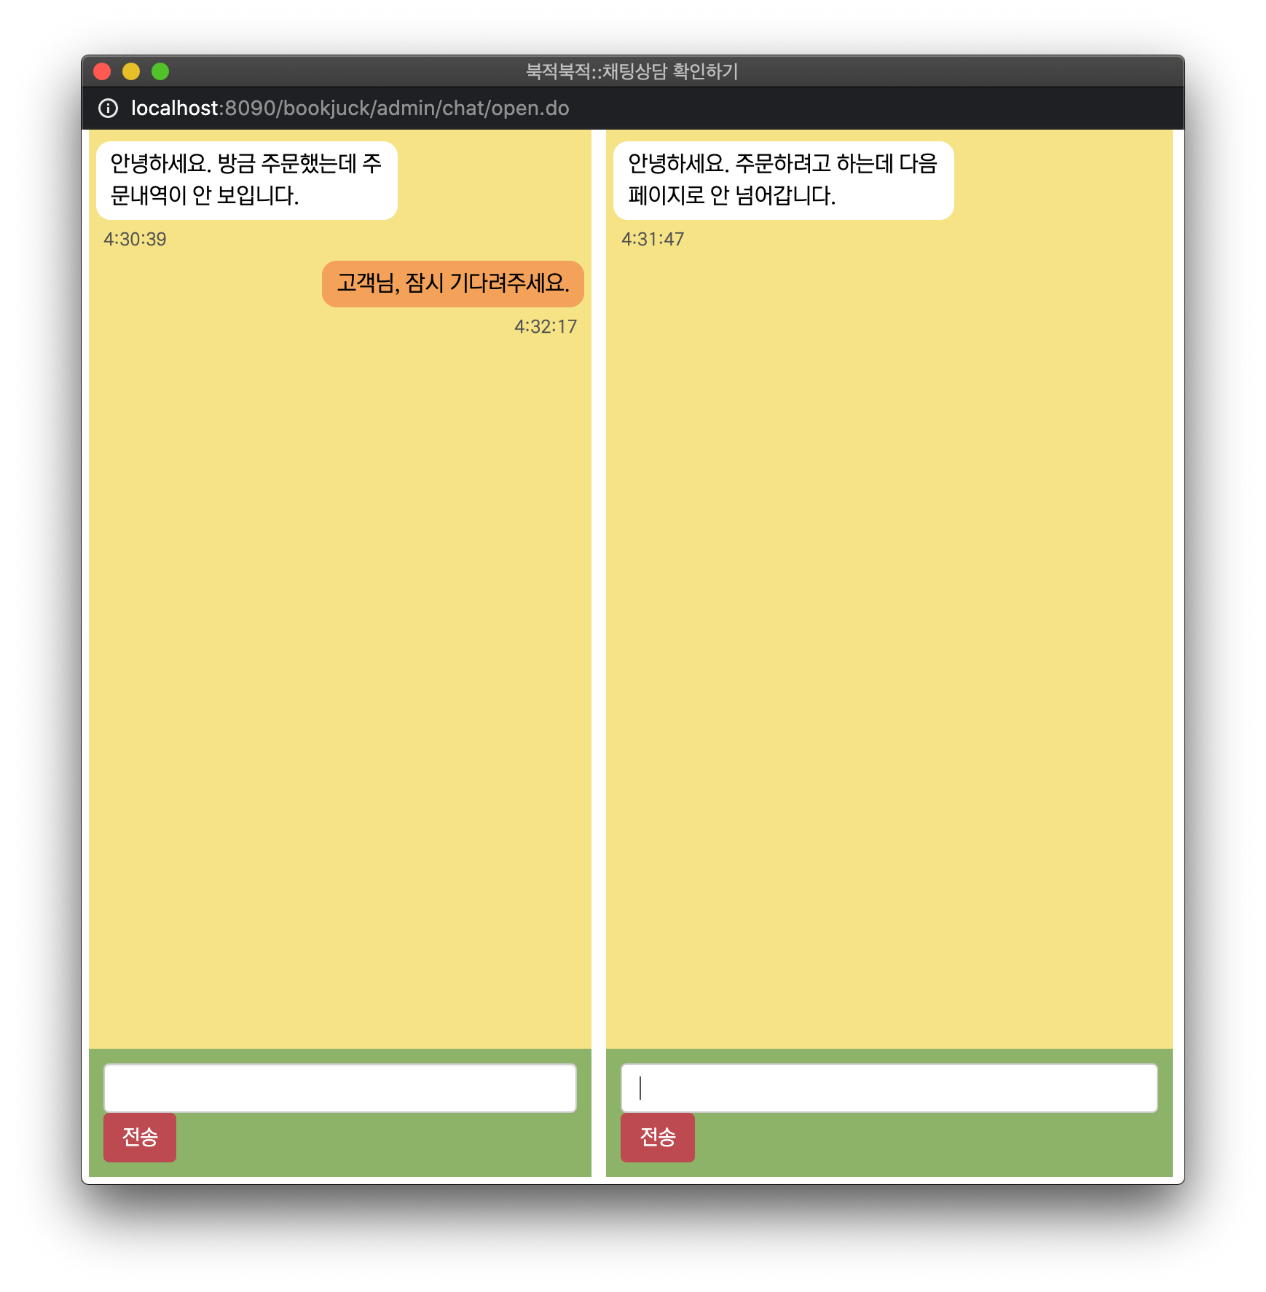 북적북적::채팅상담 확인하기
localhost:8090/bookjuck/admin/chat/open.do
안녕하세요. 방금 주문했는데 주
문내역이 안 보입니다.
4:30:39
고객님, 잠시 기다려주세요.
4:32:17
전송
안녕하세요. 주문하려고 하는데 다음
페이지로 안 넘어갑니다.
4:31:47
전송